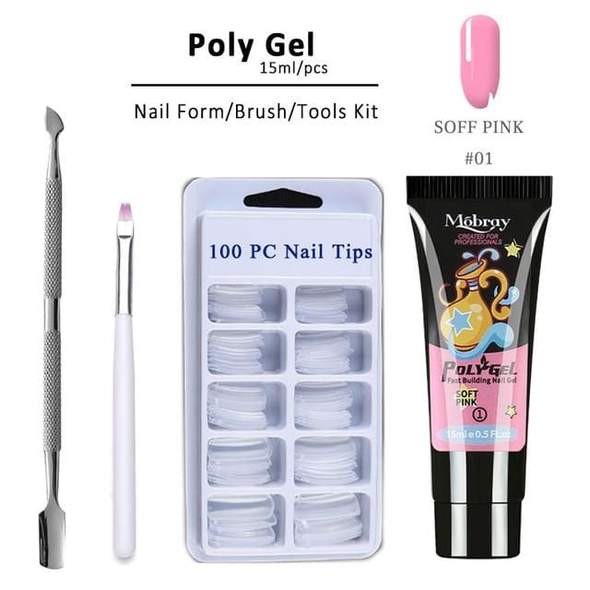 Poly Gel
15ml/pcs
Nail Form/Brush/Tools Kit
SOFF PINK
#01
100 PC Nail Tips
Möbray
CREATED FOR
PROFESSIONALS
POLYGEL
Fast Building Nail Gel
SOFT
PINK
1
15ml e 0.5 Fl.oz